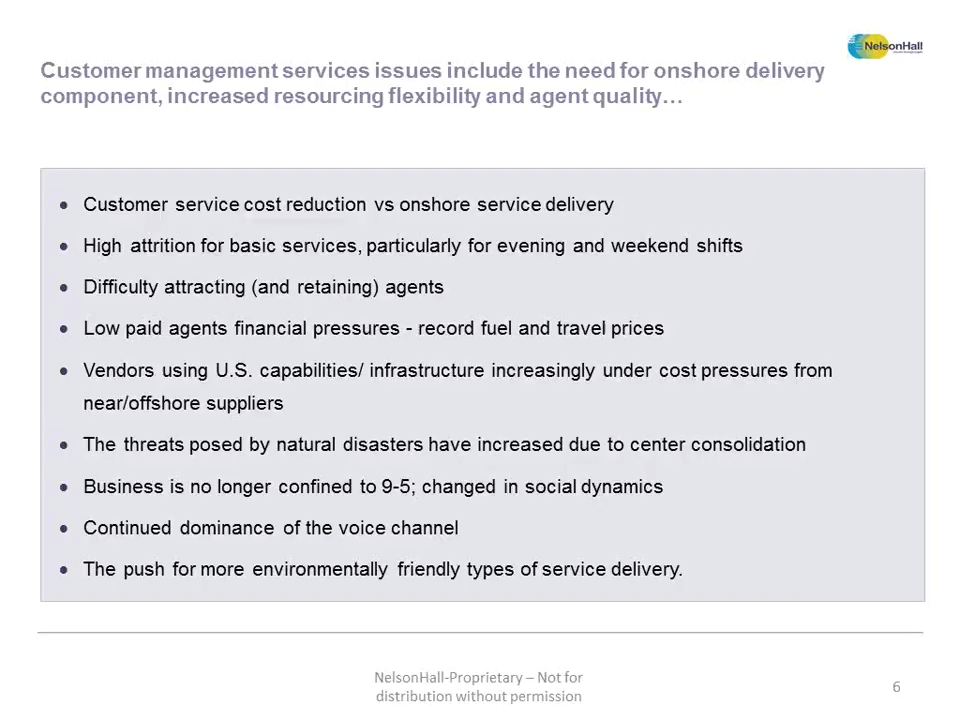 NelsonHall
Customer management services issues include the need for onshore delivery
component, increased resourcing flexibility and agent quality…
• Customer service cost reduction vs onshore service delivery
• High attrition for basic services, particularly for evening and weekend shifts
• Difficulty attracting (and retaining) agents
• Low paid agents financial pressures - record fuel and travel prices
• Vendors using U.S. capabilities/ infrastructure increasingly under cost pressures from
near/offshore suppliers
• The threats posed by natural disasters have increased due to center consolidation
• Business is no longer confined to 9-5; changed in social dynamics
• Continued dominance of the voice channel
• The push for more environmentally friendly types of service delivery.
NelsonHall-Proprietary – Not for
distribution without permission
6